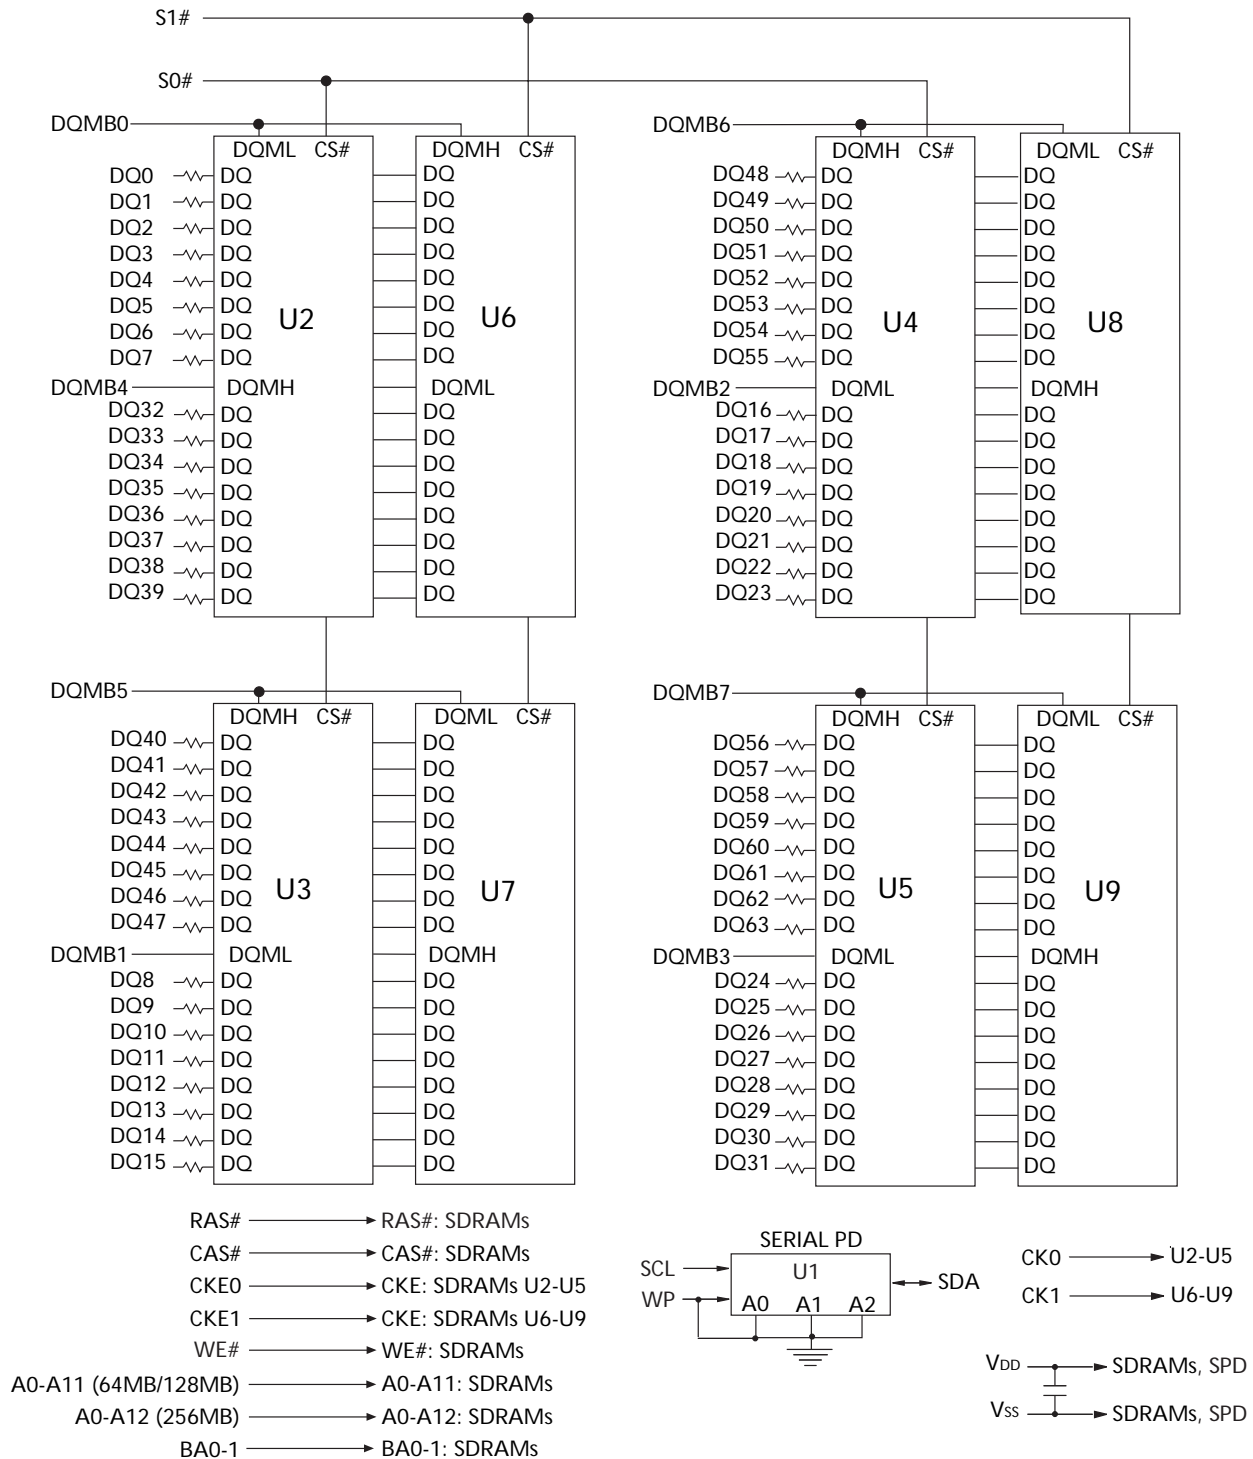 S1#
S0#
DQMB0
DQML CS#
DQMH CS#
DQ0 DQ DQ
DQ1 DQ DQ
DQ2 DQ DQ
DQ3 DQ DQ
DQ4 DQ DQ
DQ5 DQ DQ
DQ6 DQ DQ
DQ7 DQ DQ
U2
U6
DQMB4 DQMH DQML
DQ32 DQ DQ
DQ33 DQ DQ
DQ34 DQ DQ
DQ35 DQ DQ
DQ36 DQ DQ
DQ37 DQ DQ
DQ38 DQ DQ
DQ39 DQ DQ
DQMB6
DQMH CS#
DQML CS#
DQ48 DQ DQ
DQ49 DQ DQ
DQ50 DQ DQ
DQ51 DQ DQ
DQ52 DQ DQ
DQ53 DQ DQ
DQ54 DQ DQ
DQ55 DQ DQ
U4
U8
DQMB2 DQML DQMH
DQ16 DQ DQ
DQ17 DQ DQ
DQ18 DQ DQ
DQ19 DQ DQ
DQ20 DQ DQ
DQ21 DQ DQ
DQ22 DQ DQ
DQ23 DQ DQ
DQMB5
DQMH CS#
DQML CS#
DQ40 DQ DQ
DQ41 DQ DQ
DQ42 DQ DQ
DQ43 DQ DQ
DQ44 DQ DQ
DQ45 DQ DQ
DQ46 DQ DQ
DQ47 DQ DQ
U3
U7
DQMB1 DQML DQMH
DQ8 DQ DQ
DQ9 DQ DQ
DQ10 DQ DQ
DQ11 DQ DQ
DQ12 DQ DQ
DQ13 DQ DQ
DQ14 DQ DQ
DQ15 DQ DQ
DQMB7
DQMH CS#
DQML CS#
DQ56 DQ DQ
DQ57 DQ DQ
DQ58 DQ DQ
DQ59 DQ DQ
DQ60 DQ DQ
DQ61 DQ DQ
DQ62 DQ DQ
DQ63 DQ DQ
U5
U9
DQMB3 DQML DQMH
DQ24 DQ DQ
DQ25 DQ DQ
DQ26 DQ DQ
DQ27 DQ DQ
DQ28 DQ DQ
DQ29 DQ DQ
DQ30 DQ DQ
DQ31 DQ DQ
RAS# RAS#: SDRAMs
CAS# CAS#: SDRAMs
CKE0 CKE: SDRAMs U2-U5
CKE1 CKE: SDRAMs U6-U9
WE# WE#: SDRAMs
A0-A11 (64MB/128MB) A0-A11: SDRAMs
A0-A12 (256MB) A0-A12: SDRAMs
BA0-1 BA0-1: SDRAMs
SERIAL PD
SCL
U1
SDA
WP
A0 A1 A2
CK0 U2-U5
CK1 U6-U9
VDD SDRAMs, SPD
VSS SDRAMs, SPD